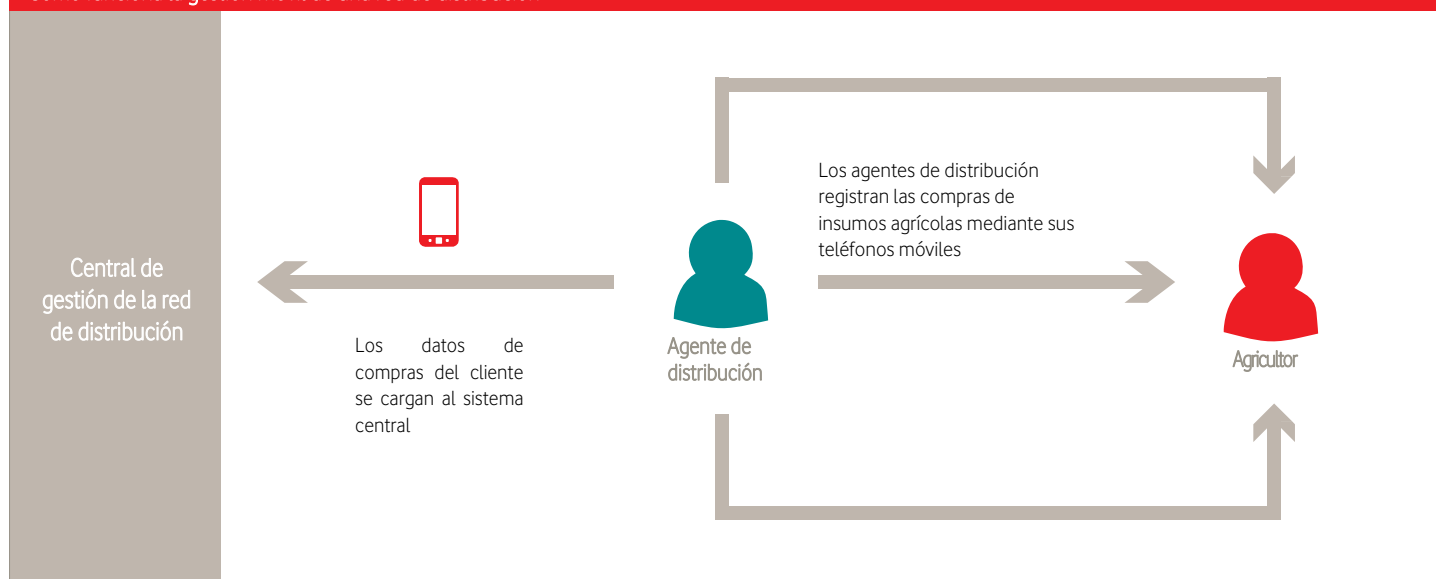 Central de
gestión de la red
de distribución
Los datos de
compras del cliente
se cargan al sistema
central
Agente de
distribución
Los agentes de distribución
registran las compras de
insumos agrícolas mediante sus
teléfonos móviles
Agricultor